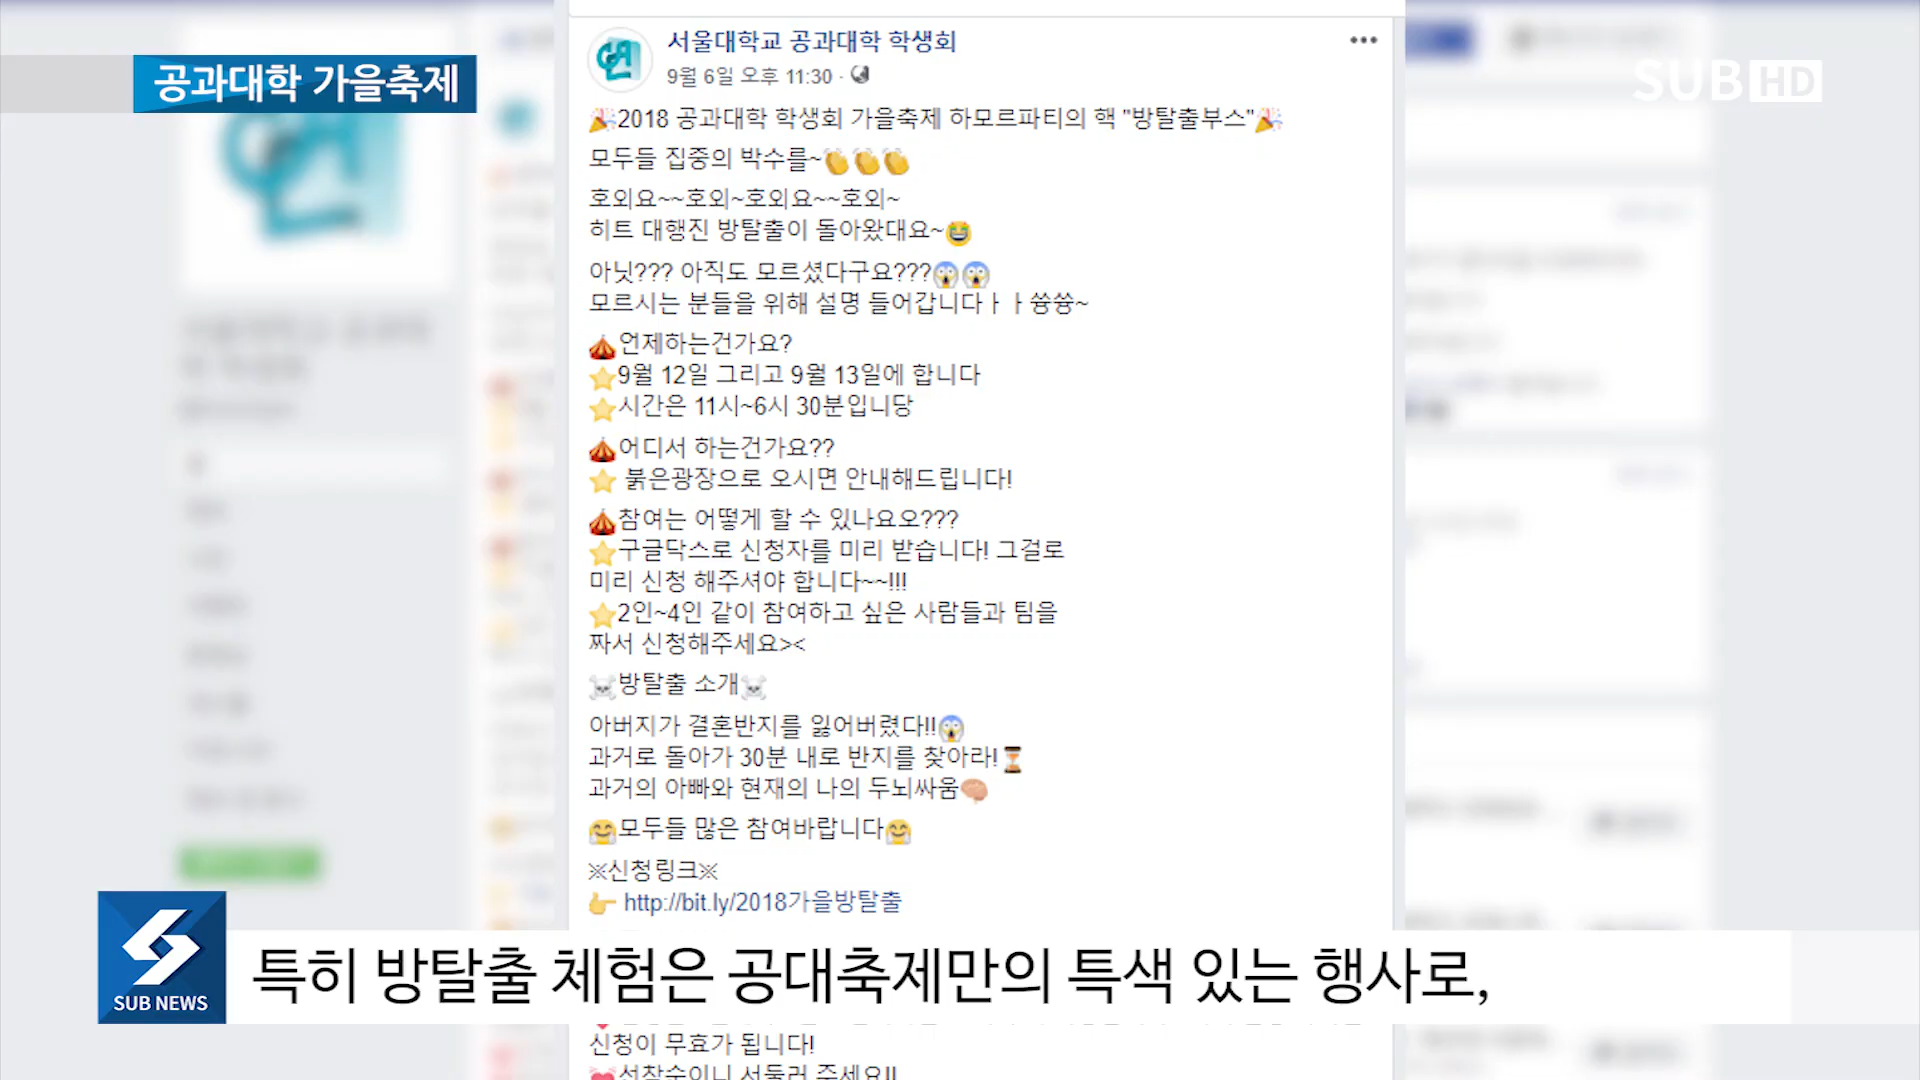 공과대학 가을축제
SUB HD
서울대학교 공과대학 학생회
9월 6일 오후 11:30 ·
🎉2018 공과대학 학생회 가을축제 하모르파티의 핵 "방탈출부스"🎉
모두들 집중의 박수를~👏👏👏
호외요~~호외~호외요~~호외~
히트 대행진 방탈출이 돌아왔대요~😆
아닛??? 아직도 모르셨다구요???😱😱
모르시는 분들을 위해 설명 들어갑니다ㅏㅏ쓩쓩~
🎪언제하는건가요?
⭐9월 12일 그리고 9월 13일에 합니다
⭐시간은 11시~6시 30분입니당
🎪어디서 하는건가요??
⭐ 붉은광장으로 오시면 안내해드립니다!
🎪참여는 어떻게 할 수 있나요오???
⭐구글닥스로 신청자를 미리 받습니다! 그걸로
미리 신청 해주셔야 합니다~~!!!
⭐2인~4인 같이 참여하고 싶은 사람들과 팀을
짜서 신청해주세요><
☠방탈출 소개☠
아버지가 결혼반지를 잃어버렸다!!😱
과거로 돌아가 30분 내로 반지를 찾아라!⏳
과거의 아빠와 현재의 나의 두뇌싸움🧠
🤗모두들 많은 참여바랍니다🤗
※신청링크※
👉 http://bit.ly/2018가을방탈출
SUB NEWS
특히 방탈출 체험은 공대축제만의 특색 있는 행사로,
신청이 무효가 됩니다!
💓선착순이니 서둘러 주세요!!